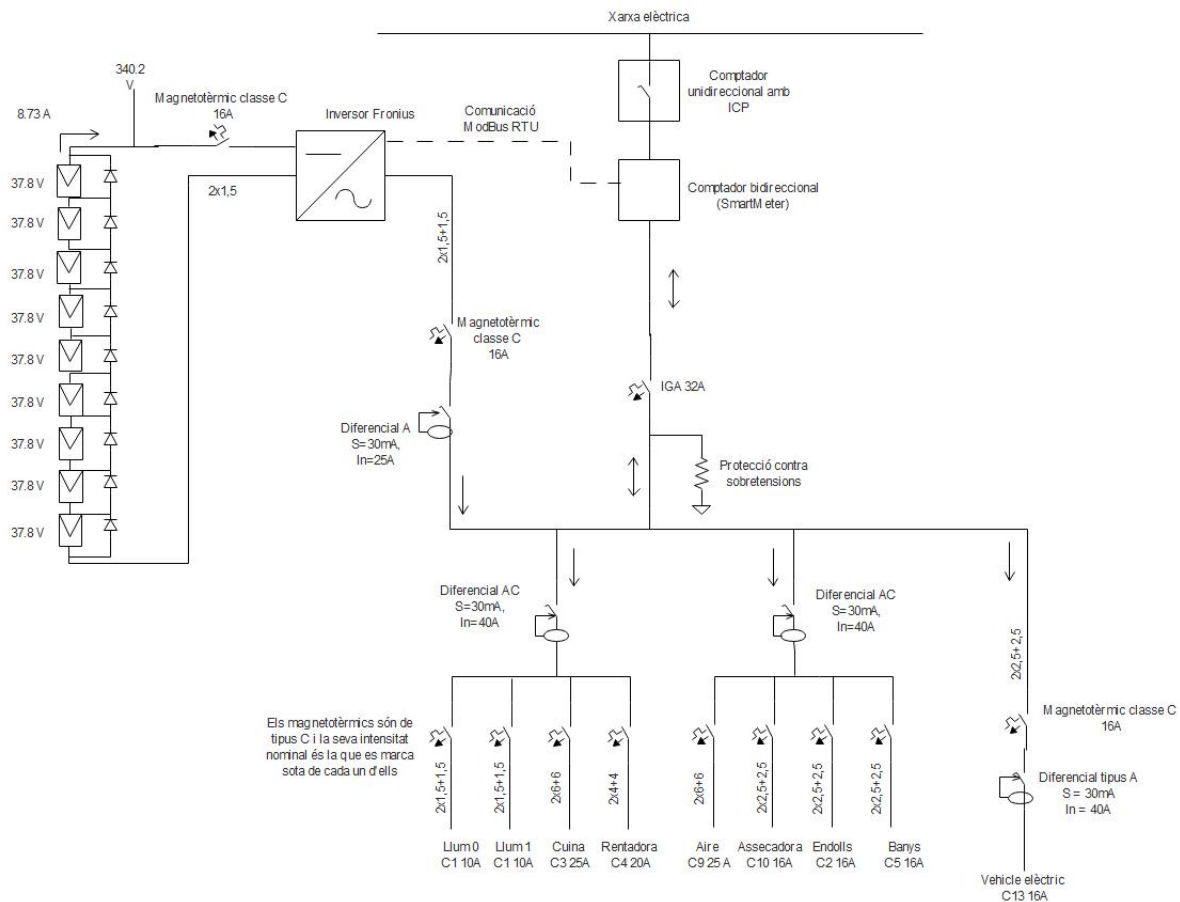 Xarxa elèctrica
340.2
V
8.73 A
Magnetotèrmic classe C
16A
Inversor Fronius
Comunicació
ModBus RTU
Comptador
unidireccional amb
ICP
37.8 V
37.8 V
37.8 V
37.8 V
37.8 V
37.8 V
37.8 V
37.8 V
37.8 V
2x1,5
Comptador bidireccional
(SmartMeter)
2x1,5+1,5
Magnetotèrmic
classe C
16A
IGA 32A
Diferencial A
S=30mA,
In=25A
Protecció contra
sobretensions
Diferencial AC
S=30mA,
In=40A
Diferencial AC
S=30mA,
In=40A
2x2,5+2,5
Magnetotèrmic classe C
16A
Diferencial tipus A
S = 30mA
In = 40A
Els magnetotèrmics són de
tipus C i la seva intensitat
nominal és la que es marca
sota de cada un d'ells
2x1,5+1,5
2x1,5+1,5
2x6+6
2x4+4
2x6+6
2x2,5+2,5
2x2,5+2,5
2x2,5+2,5
Llum 0
C1 10A
Llum 1
C1 10A
Cuina
C3 25A
Rentadora
C4 20A
Aire
C9 25 A
Assecadora
C10 16A
Endolls
C2 16A
Banys
C5 16A
Vehicle elèctric
C13 16A